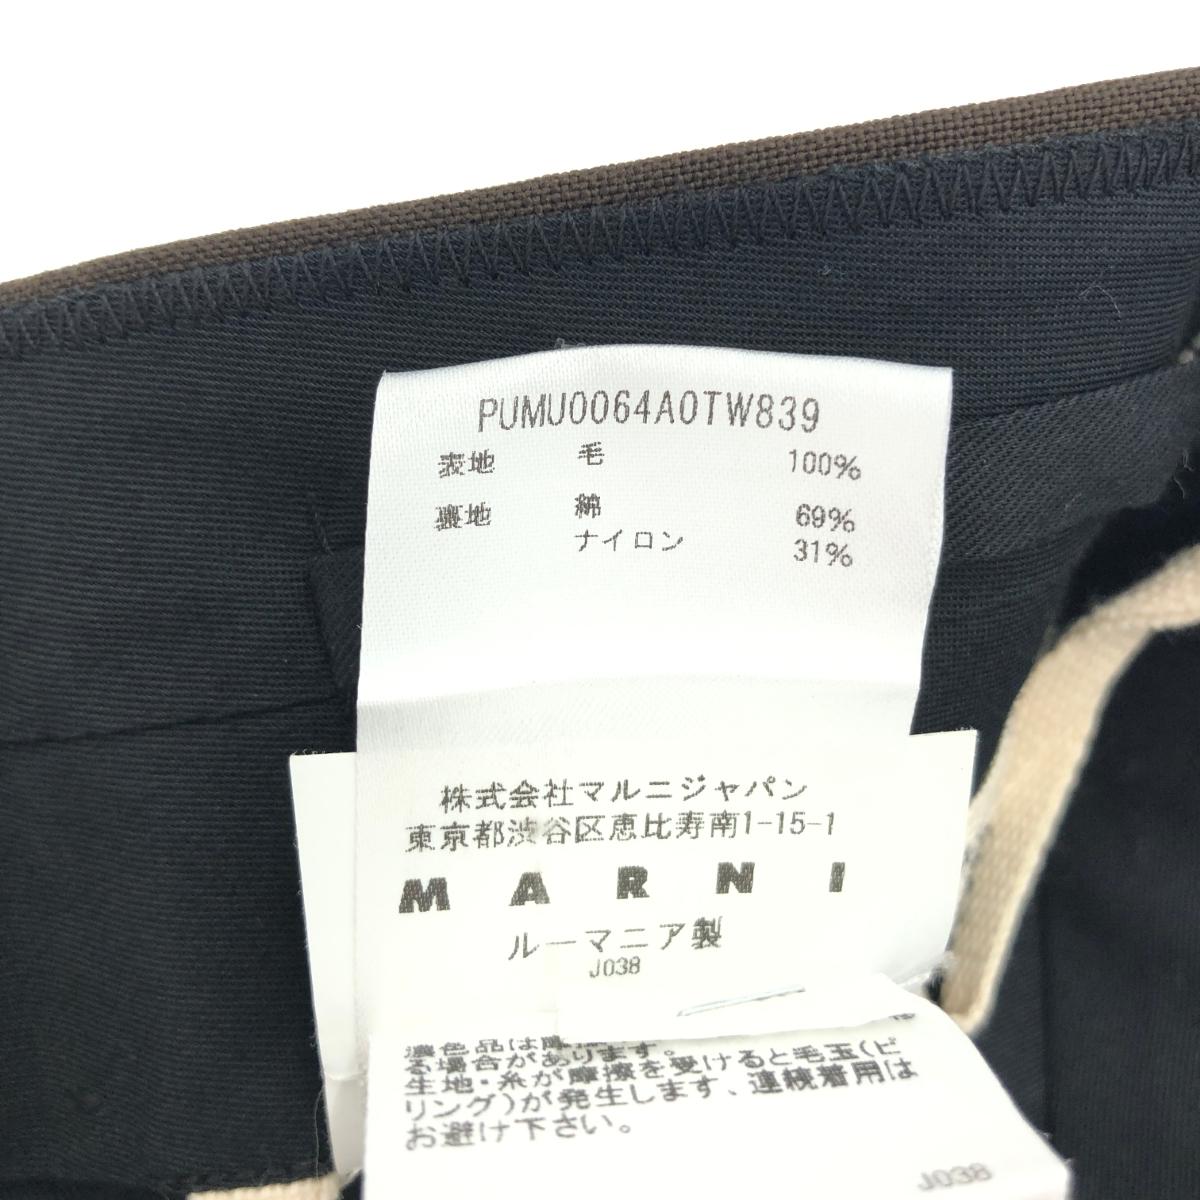 PUMU0064A0TW839
表地 毛 100%
裏地 綿 69%
ナイロン 31%
株式会社マルニジャパン
東京都渋谷区恵比寿南1-15-1
MARNI
ルーマニア製
J038
濃色品は摩擦
る場合があります。
生地・糸が摩擦を受けると毛玉(ピ
リング)が発生します、連続着用は
お避け下さい。
J038